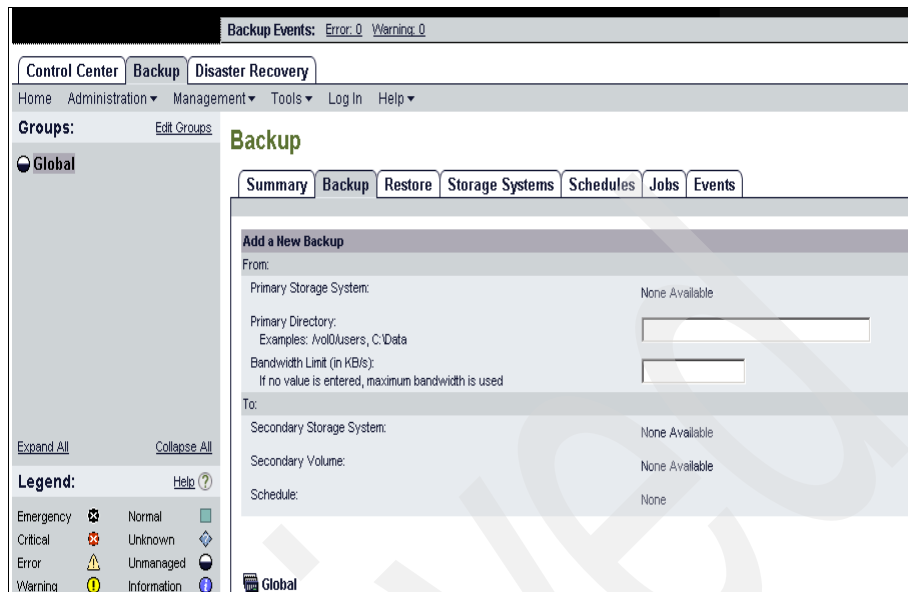 Backup Events: Error: 0 Warning: 0
Control Center Backup Disaster Recovery
Home Administration Management Tools Log In Help
Groups: Edit Groups
Global
Expand All Collapse All
Legend: Help ?
Emergency Normal
Critical Unknown
Error Unmanaged
Warning Information
Backup
Summary Backup Restore Storage Systems Schedules Jobs Events
Add a New Backup
From:
Primary Storage System: None Available
Primary Directory:
Examples: /vol0/users, C:\Data
Bandwidth Limit (in KB/s):
If no value is entered, maximum bandwidth is used
To:
Secondary Storage System: None Available
Secondary Volume: None Available
Schedule: None
Global